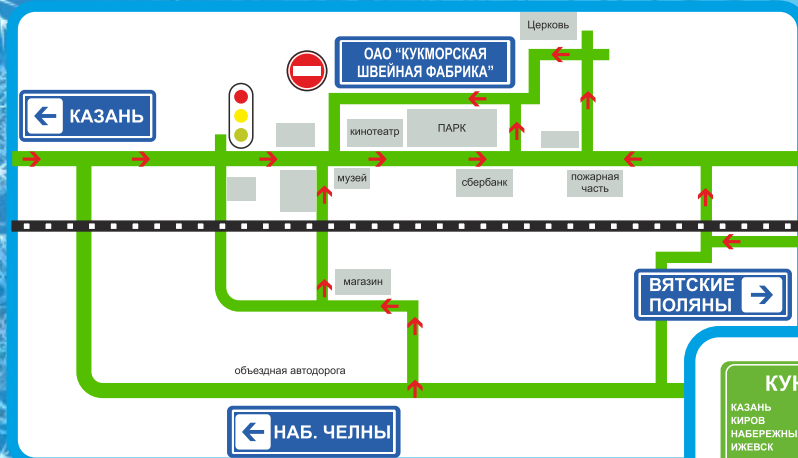 Церковь
ОАО “КУКМОРСКАЯ
ШВЕЙНАЯ ФАБРИКА”
КАЗАНЬ
кинотеатр
ПАРК
музей
сбербанк
пожарная
часть
магазин
ВЯТСКИЕ
ПОЛЯНЫ
объездная автодорога
НАБ. ЧЕЛНЫ
КУК
КАЗАНЬ
КИРОВ
НАБЕРЕЖНЫ
ИЖЕВСК